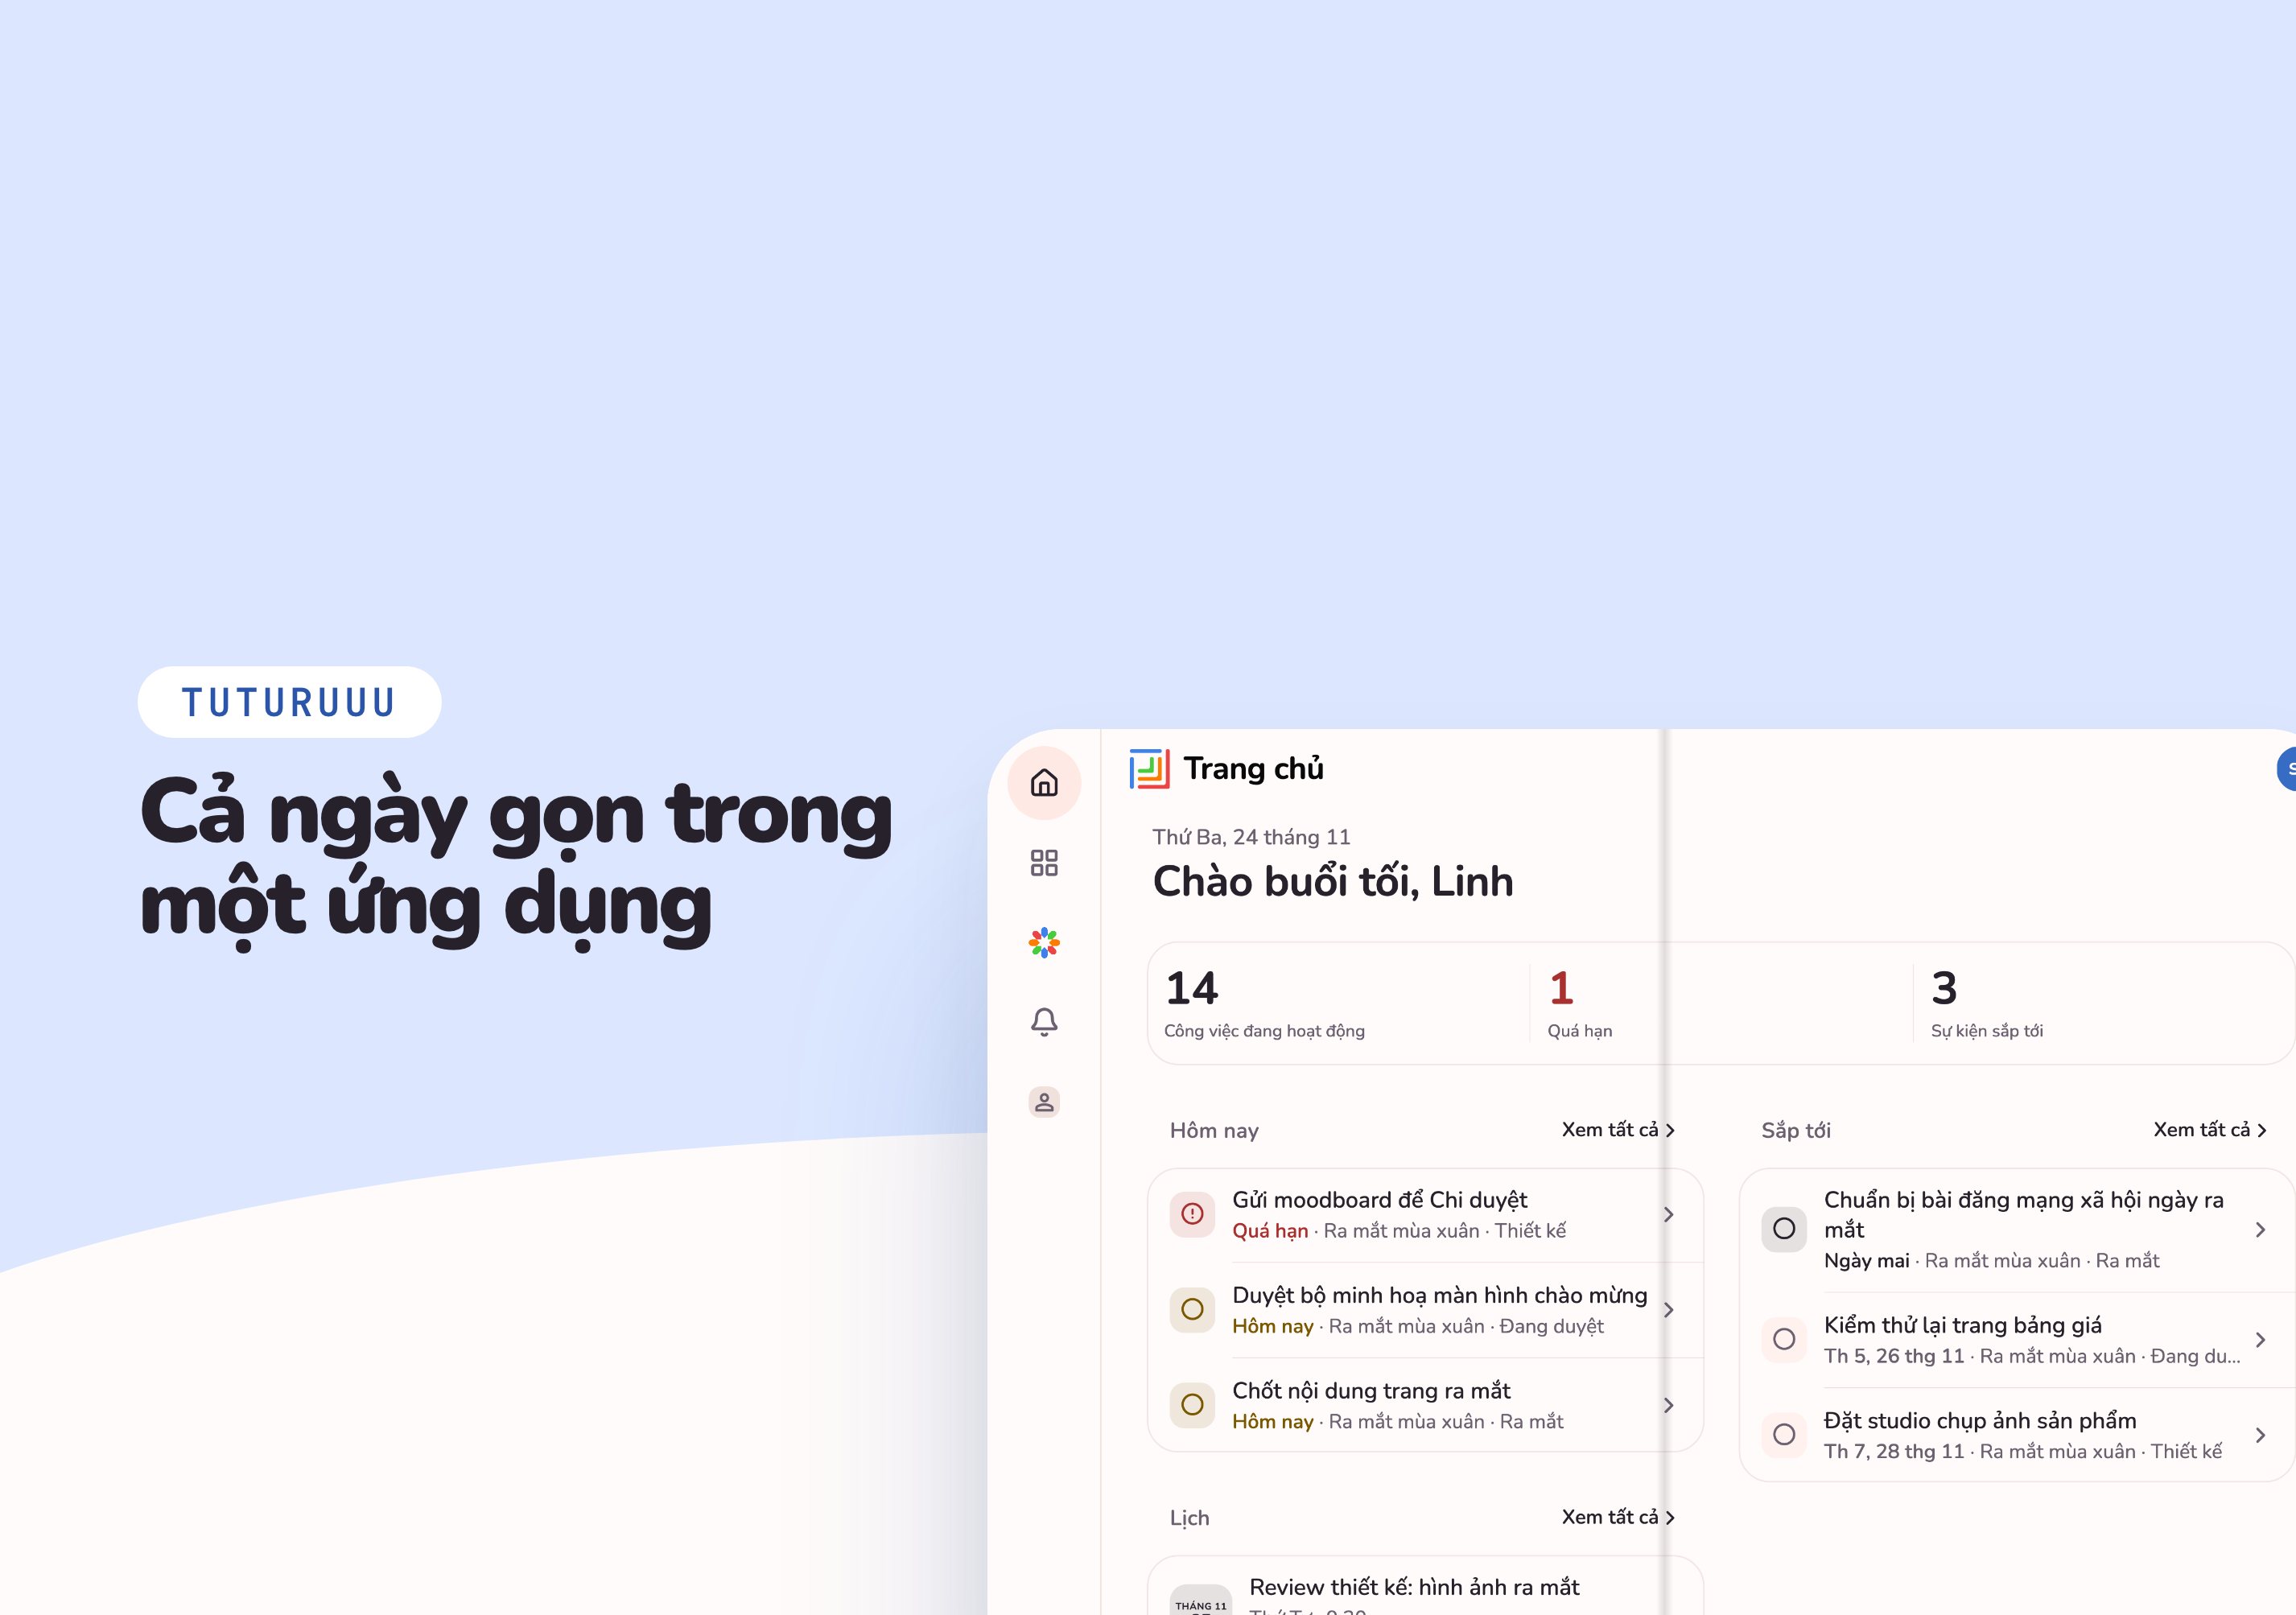 TUTURUUU
Cả ngày gọn trong
một ứng dụng
Trang chủ
Thứ Ba, 24 tháng 11
Chào buổi tối, Linh
14
Công việc đang hoạt động
1
Quá hạn
3
Sự kiện sắp tới
Hôm nay
Xem tất cả
Gửi moodboard để Chi duyệt
Quá hạn · Ra mắt mùa xuân · Thiết kế
Duyệt bộ minh hoạ màn hình chào mừng
Hôm nay · Ra mắt mùa xuân · Đang duyệt
Chốt nội dung trang ra mắt
Hôm nay · Ra mắt mùa xuân · Ra mắt
Sắp tới
Xem tất cả
Chuẩn bị bài đăng mạng xã hội ngày ra
mắt
Ngày mai · Ra mắt mùa xuân · Ra mắt
Kiểm thử lại trang bảng giá
Th 5, 26 thg 11 · Ra mắt mùa xuân · Đang du...
Đặt studio chụp ảnh sản phẩm
Th 7, 28 thg 11 · Ra mắt mùa xuân · Thiết kế
Lịch
Xem tất cả
THÁNG 11
Review thiết kế: hình ảnh ra mắt